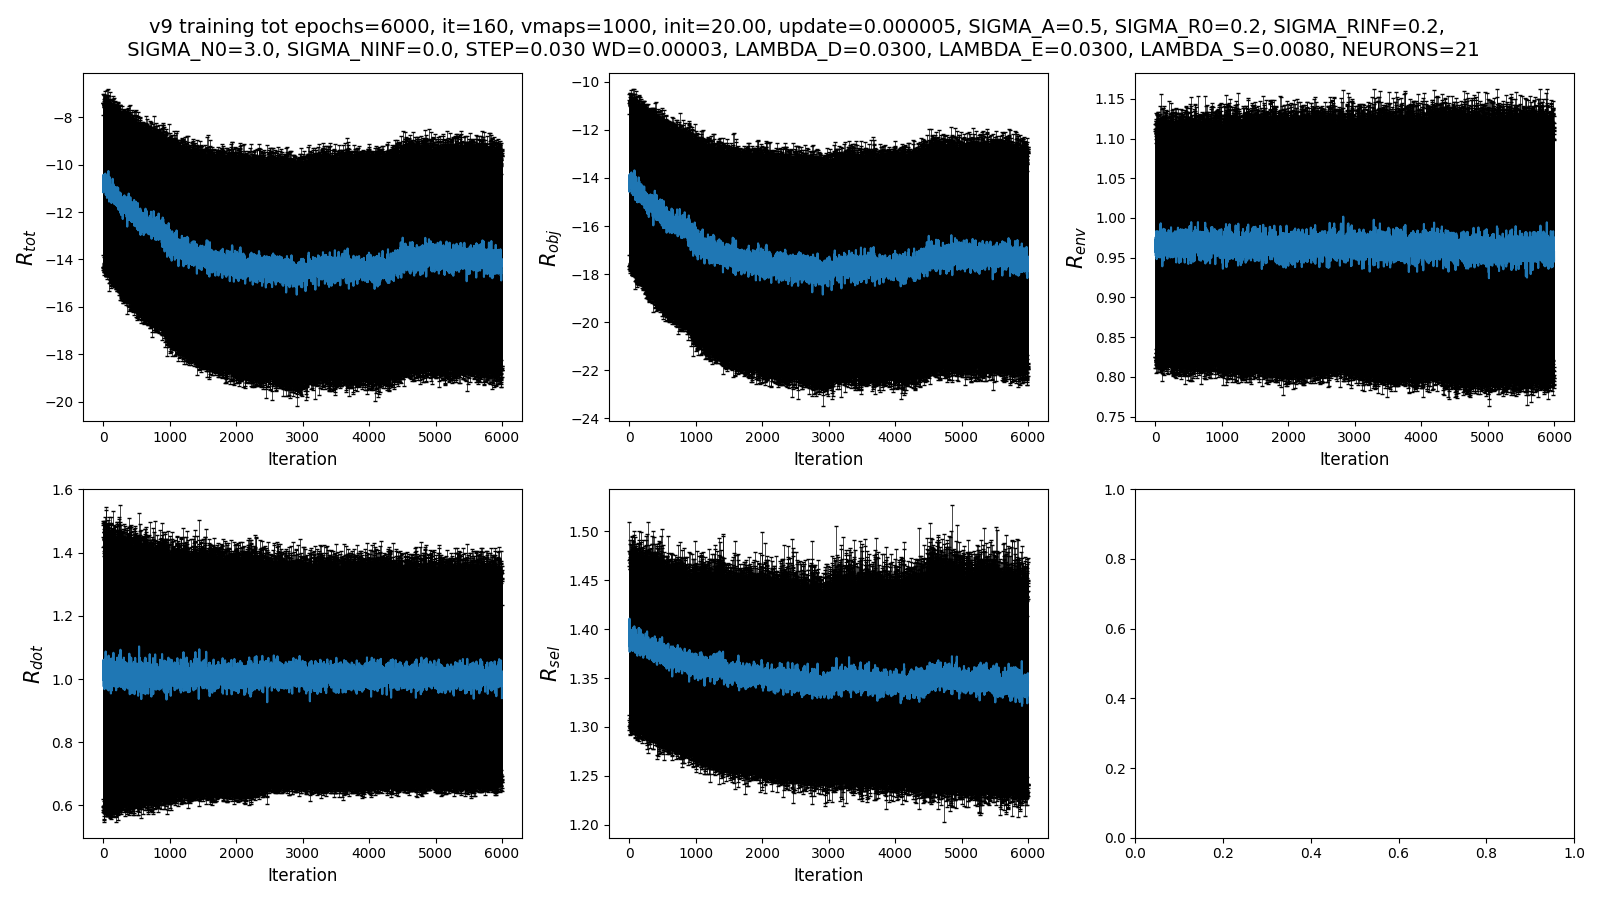 v9 training tot epochs=6000, it=160, vmaps=1000, init=20.00, update=0.000005, SIGMA_A=0.5, SIGMA_R0=0.2, SIGMA_RINF=0.2,
SIGMA_N0=3.0, SIGMA_NINF=0.0, STEP=0.030 WD=0.00003, LAMBDA_D=0.0300, LAMBDA_E=0.0300, LAMBDA_S=0.0080, NEURONS=21
R_tot
−8
−10
−12
−14
−16
−18
−20
0 1000 2000 3000 4000 5000 6000
Iteration
R_obj
−10
−12
−14
−16
−18
−20
−22
−24
0 1000 2000 3000 4000 5000 6000
Iteration
R_env
1.15
1.10
1.05
1.00
0.95
0.90
0.85
0.80
0.75
0 1000 2000 3000 4000 5000 6000
Iteration
R_dot
1.6
1.4
1.2
1.0
0.8
0.6
0 1000 2000 3000 4000 5000 6000
Iteration
R_sel
1.50
1.45
1.40
1.35
1.30
1.25
1.20
0 1000 2000 3000 4000 5000 6000
Iteration
1.0
0.8
0.6
0.4
0.2
0.0
0.0 0.2 0.4 0.6 0.8 1.0